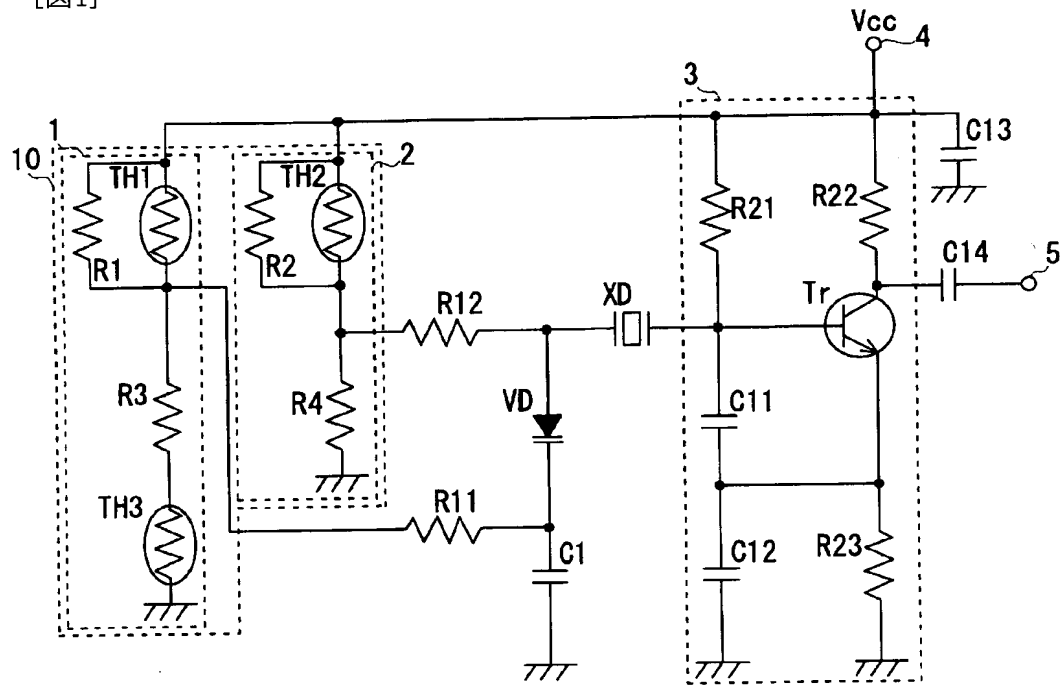 [図1]
Vcc
4
3
1
10
TH1
TH2
2
C13
R21
R22
R1
R2
C14
5
R12
XD
Tr
R3
R4
VD
C11
TH3
R11
C1
C12
R23